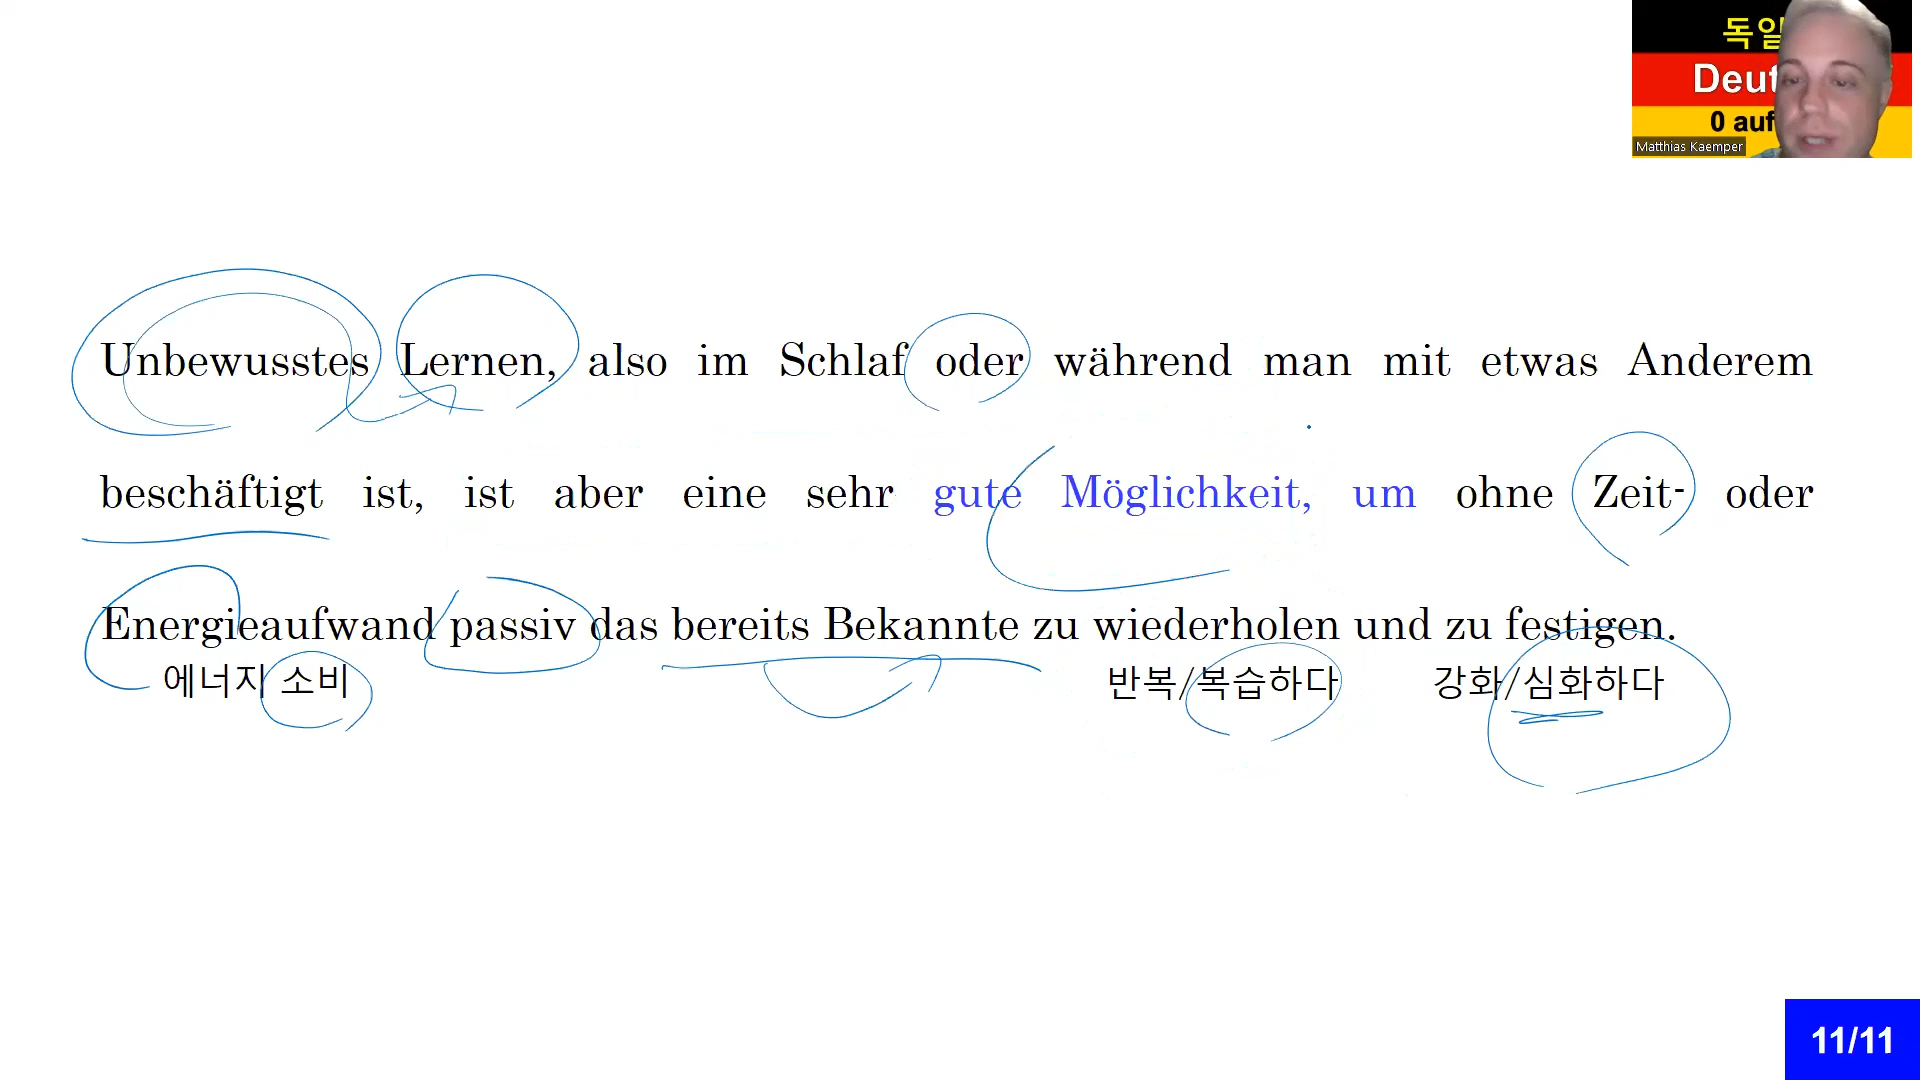 독일
Deut
0 auf
Matthias Kaemper
Unbewusstes Lernen, also im Schlaf oder während man mit etwas Anderem
beschäftigt ist, ist aber eine sehr gute Möglichkeit, um ohne Zeit- oder
Energieaufwand passiv das bereits Bekannte zu wiederholen und zu festigen.
에너지 소비 반복/복습하다 강화/심화하다
11/11